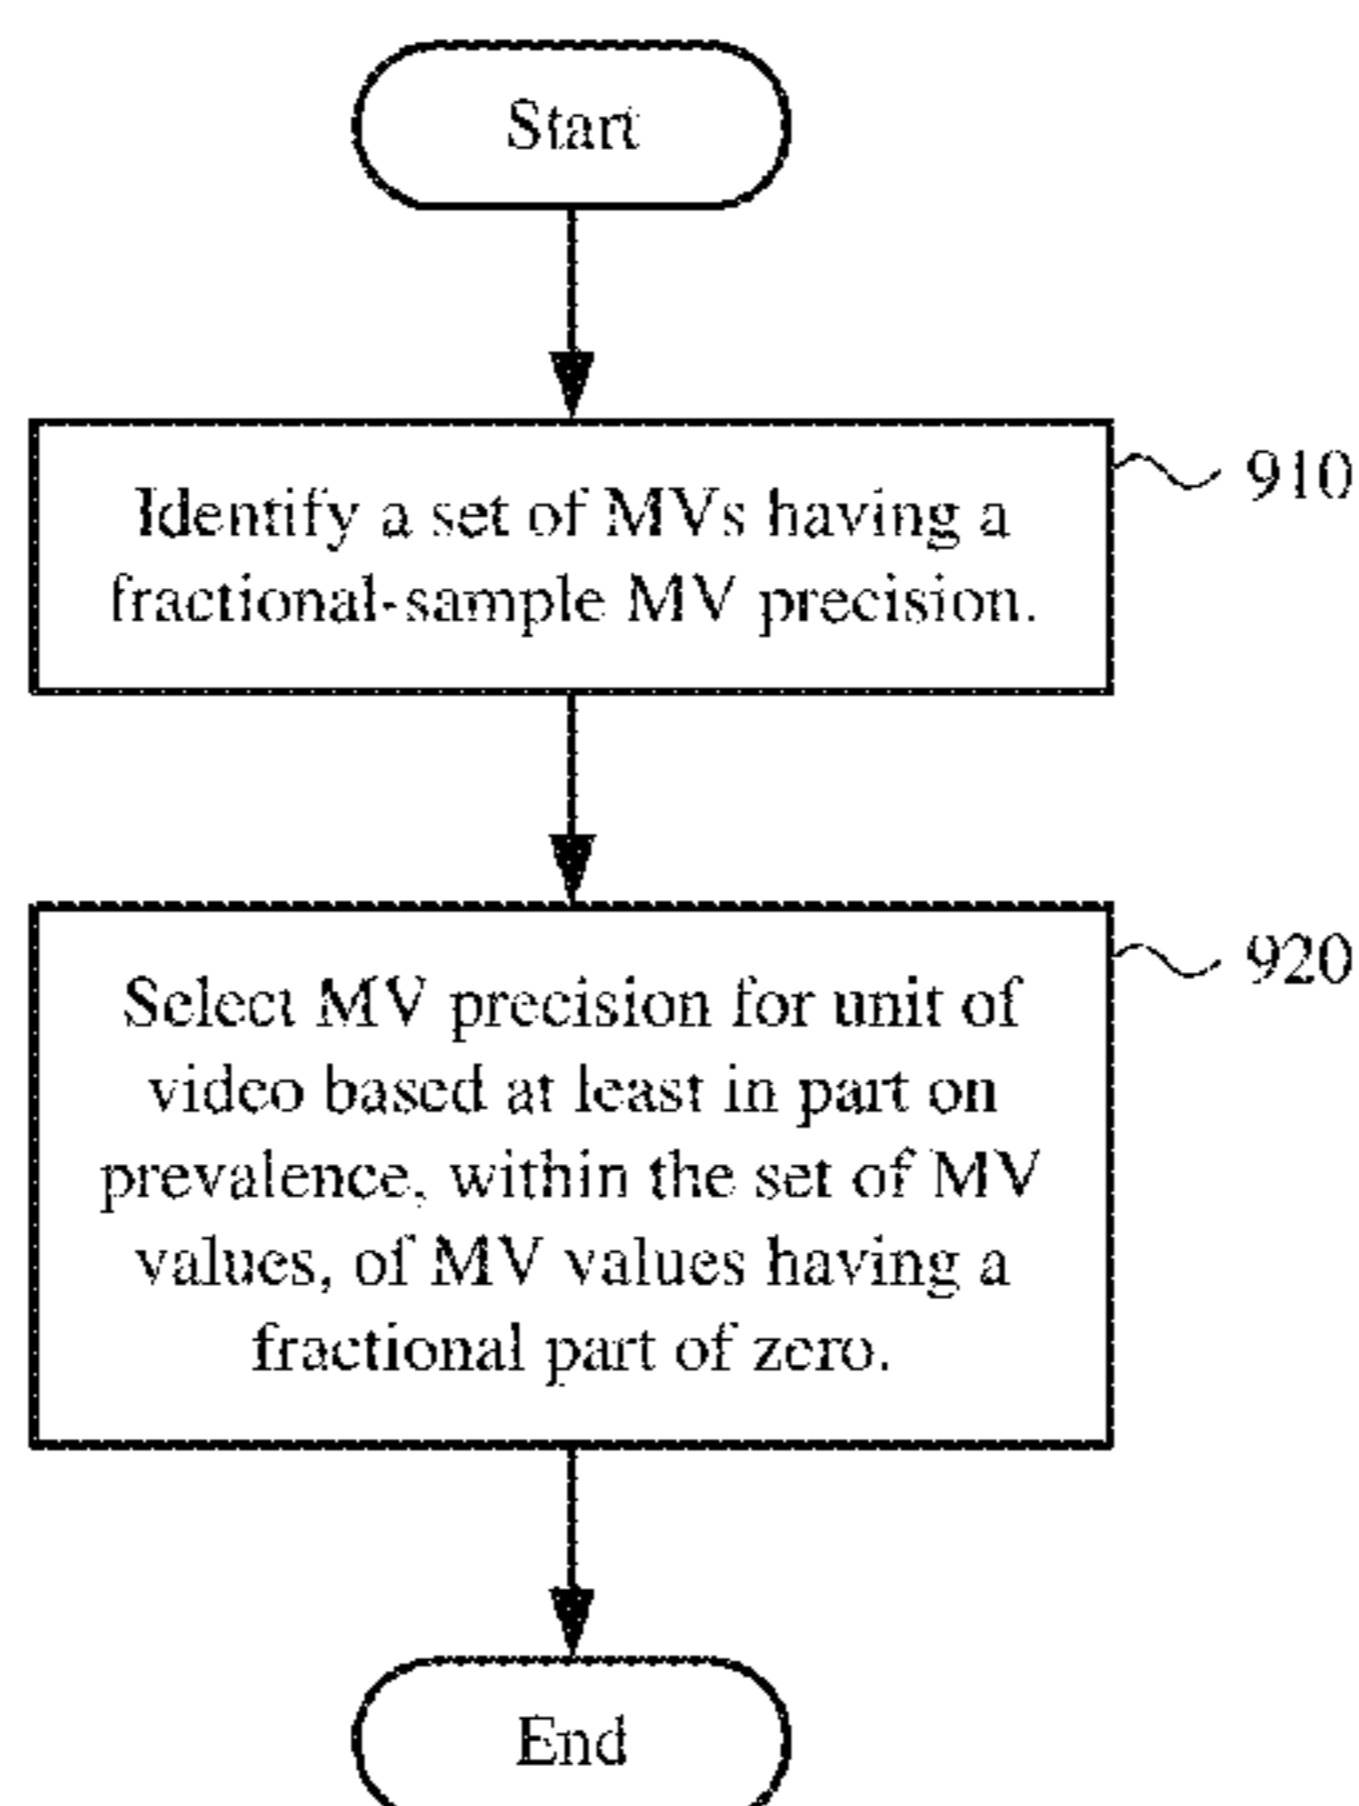 Start
Identify a set of MVs having a
fractional-sample MV precision.
910
Select MV precision for unit of
video based at least in part on
prevalence, within the set of MV
values, of MV values having a
fractional part of zero.
920
End